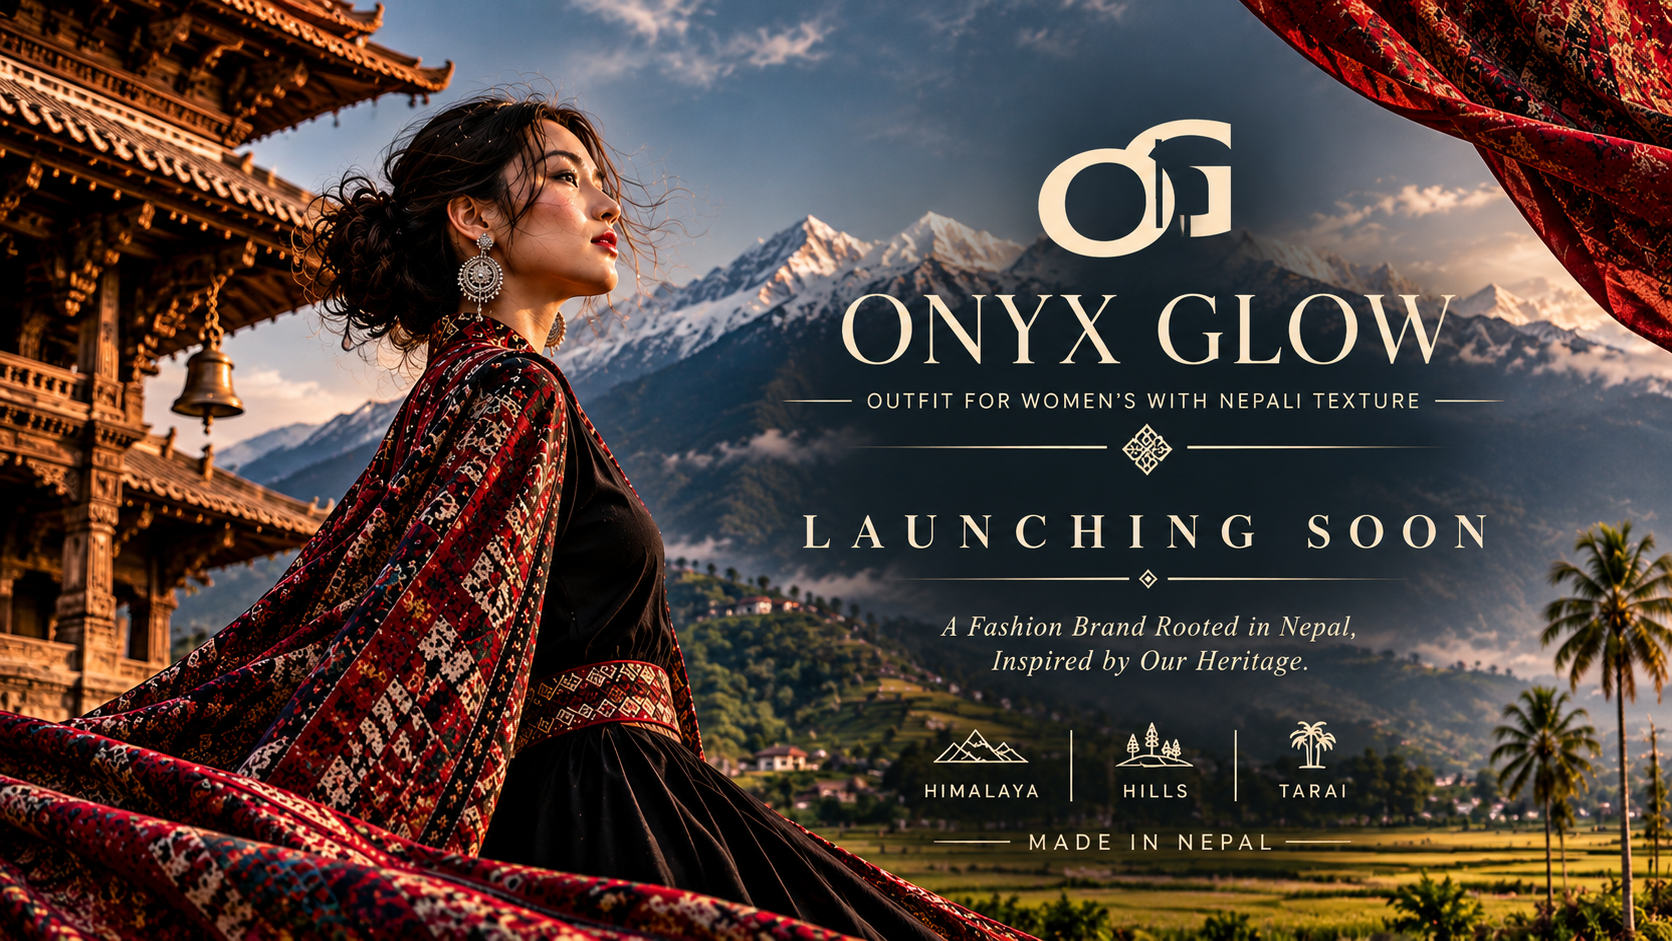 OG
ONYX GLOW
OUTFIT FOR WOMEN'S WITH NEPALI TEXTURE
LAUNCHING SOON
A Fashion Brand Rooted in Nepal,
Inspired by Our Heritage.
HIMALAYA
HILLS
TARAI
MADE IN NEPAL